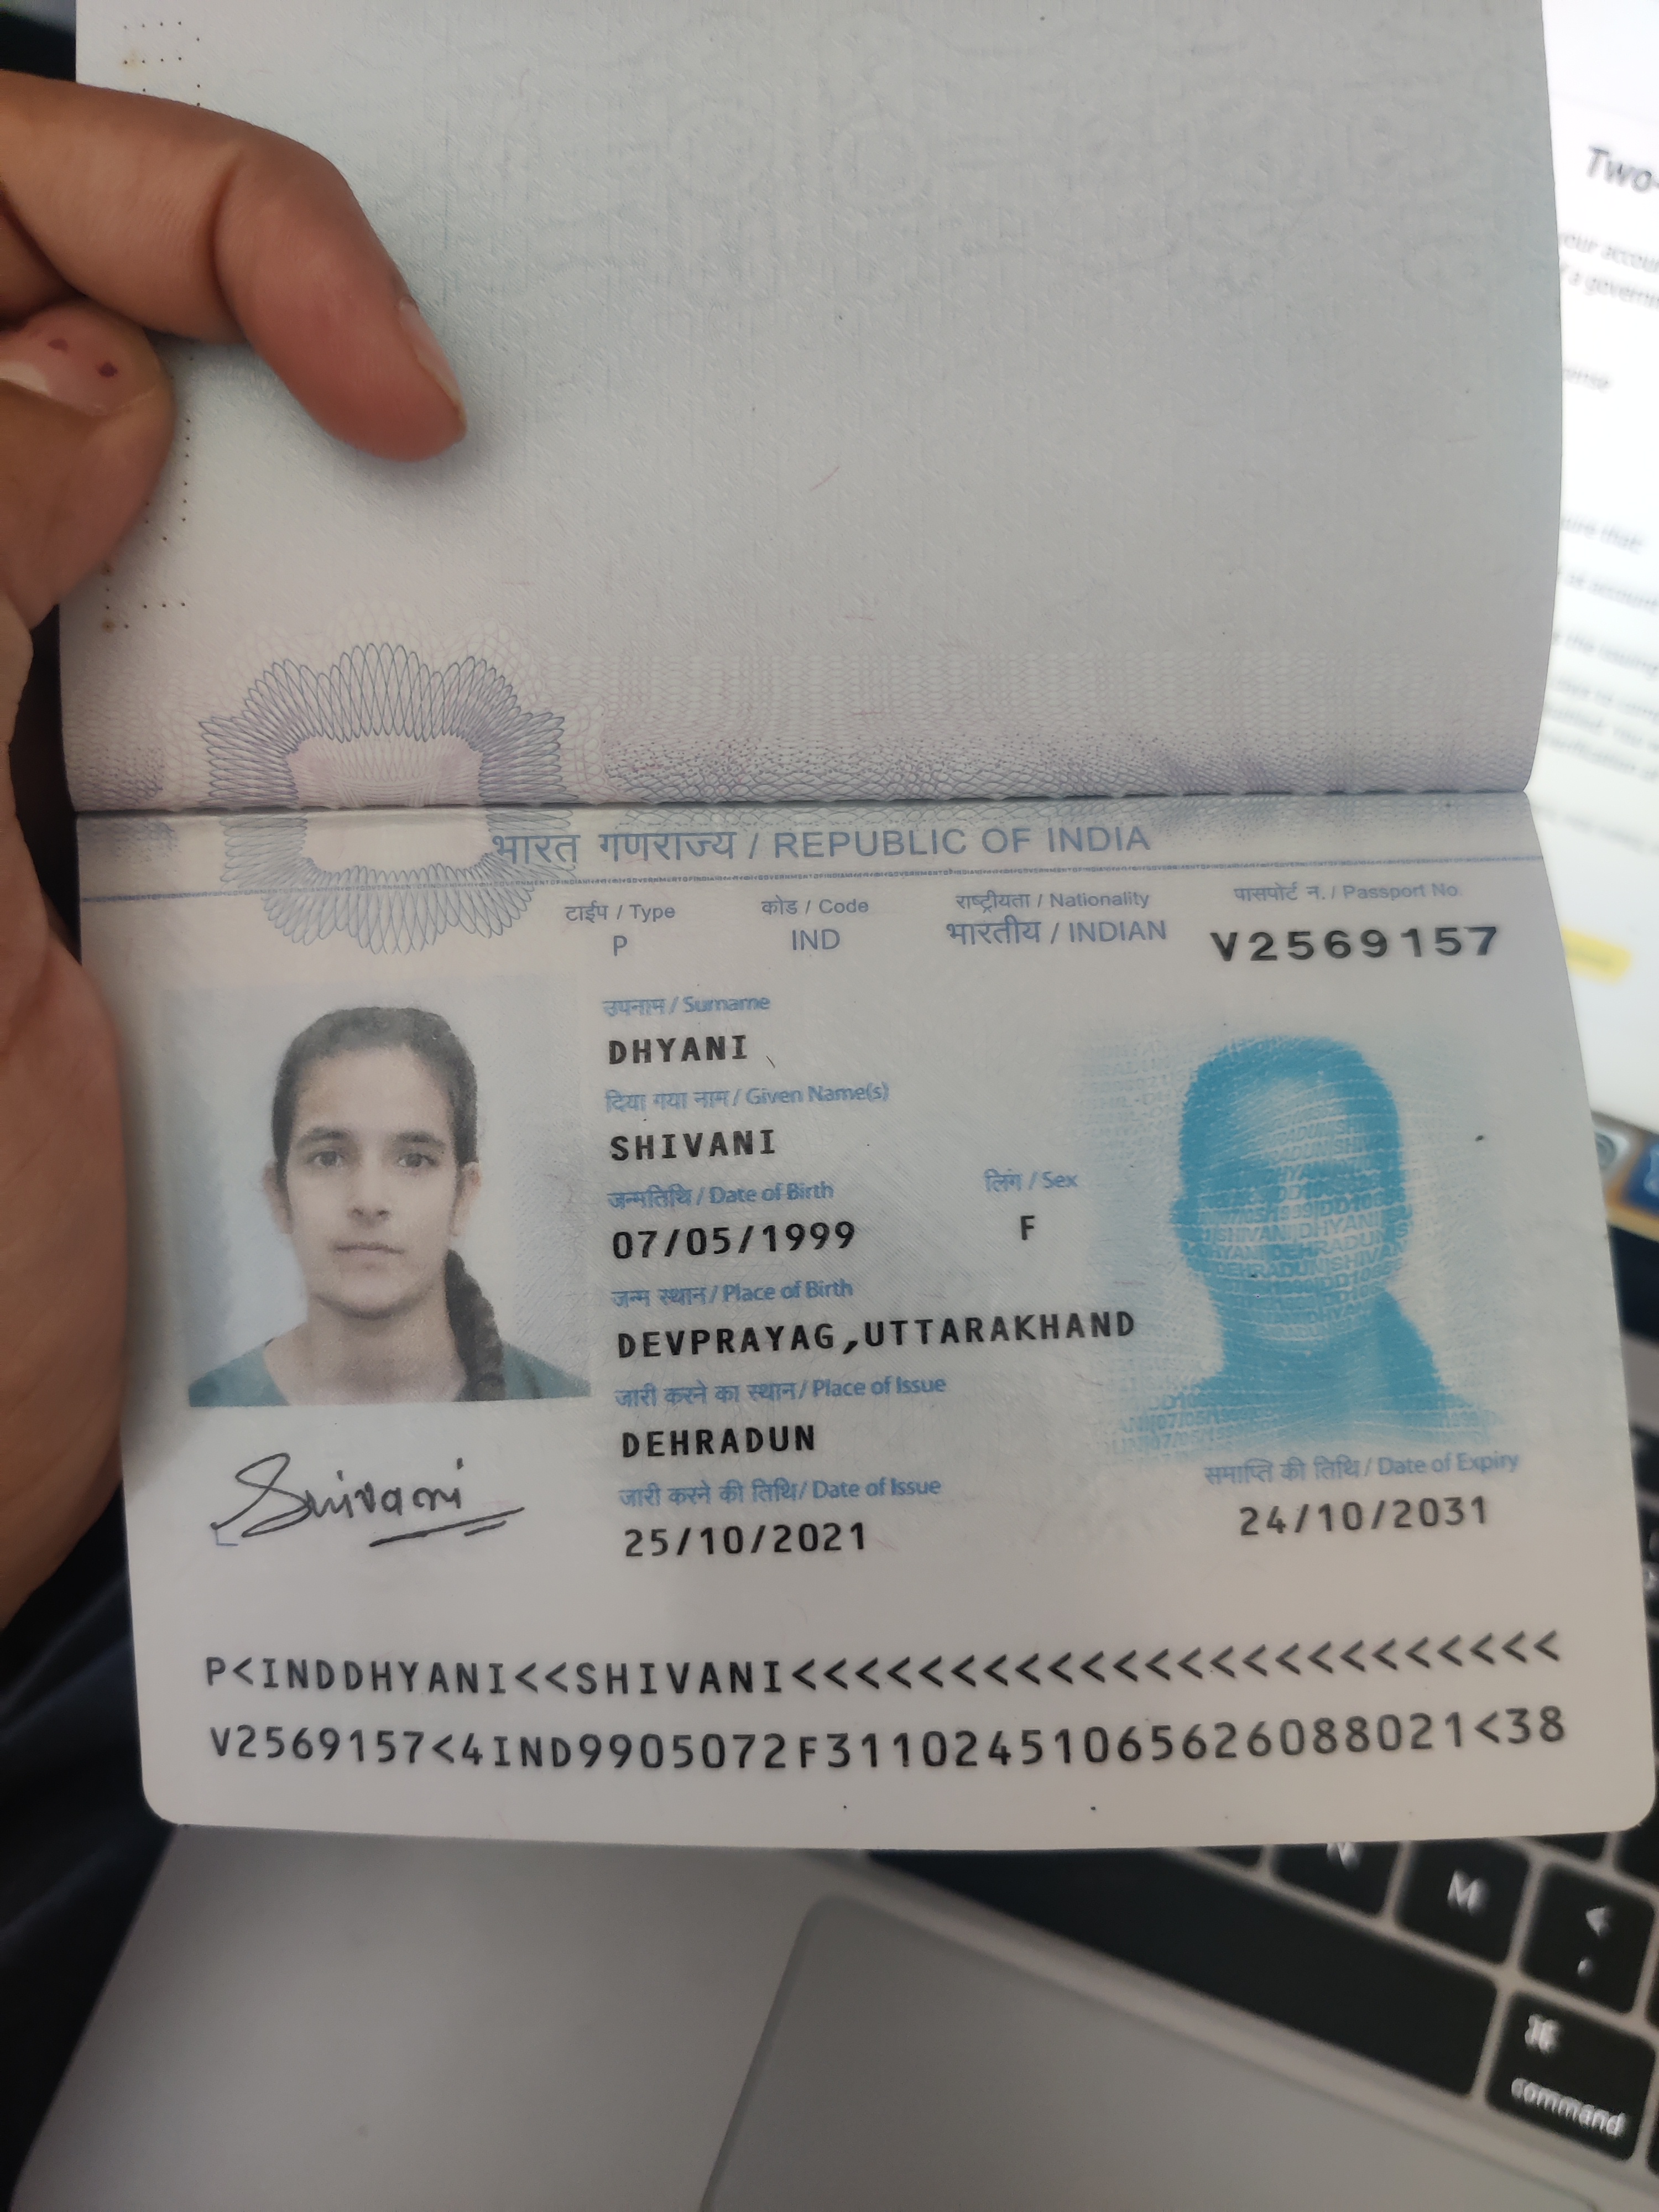 भारत गणराज्य / REPUBLIC OF INDIA
टाईप / Type
P
कोड / Code
IND
राष्ट्रीयता / Nationality
भारतीय / INDIAN
पासपोर्ट न. / Passport No.
V2569157
उपनाम / Surname
DHYANI
दिया गया नाम / Given Name(s)
SHIVANI
जन्मतिथि / Date of Birth
07/05/1999
लिंग / Sex
F
जन्म स्थान / Place of Birth
DEVPRAYAG,UTTARAKHAND
जारी करने का स्थान / Place of Issue
DEHRADUN
जारी करने की तिथि / Date of Issue
25/10/2021
समाप्ति की तिथि / Date of Expiry
24/10/2031
Shivani
P<INDDHYANI<<SHIVANI<<<<<<<<<<<<<<<<<<<<<<<<
V2569157<4IND9905072F31102451065626088021<38
Two-
M
<
,
⌘
command